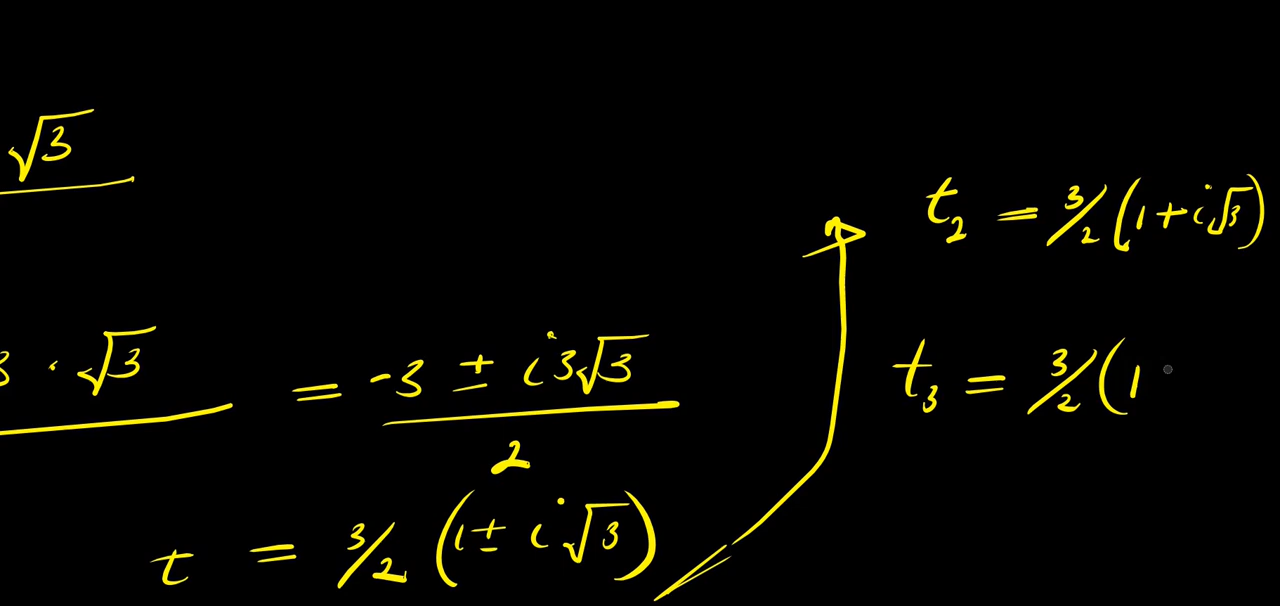 √3
t₂ = 3/2 (1 + i√3)
3 · √3 = -3 ± i3√3 / 2
t₃ = 3/2 (1
t = 3/2 (1 ± i√3)